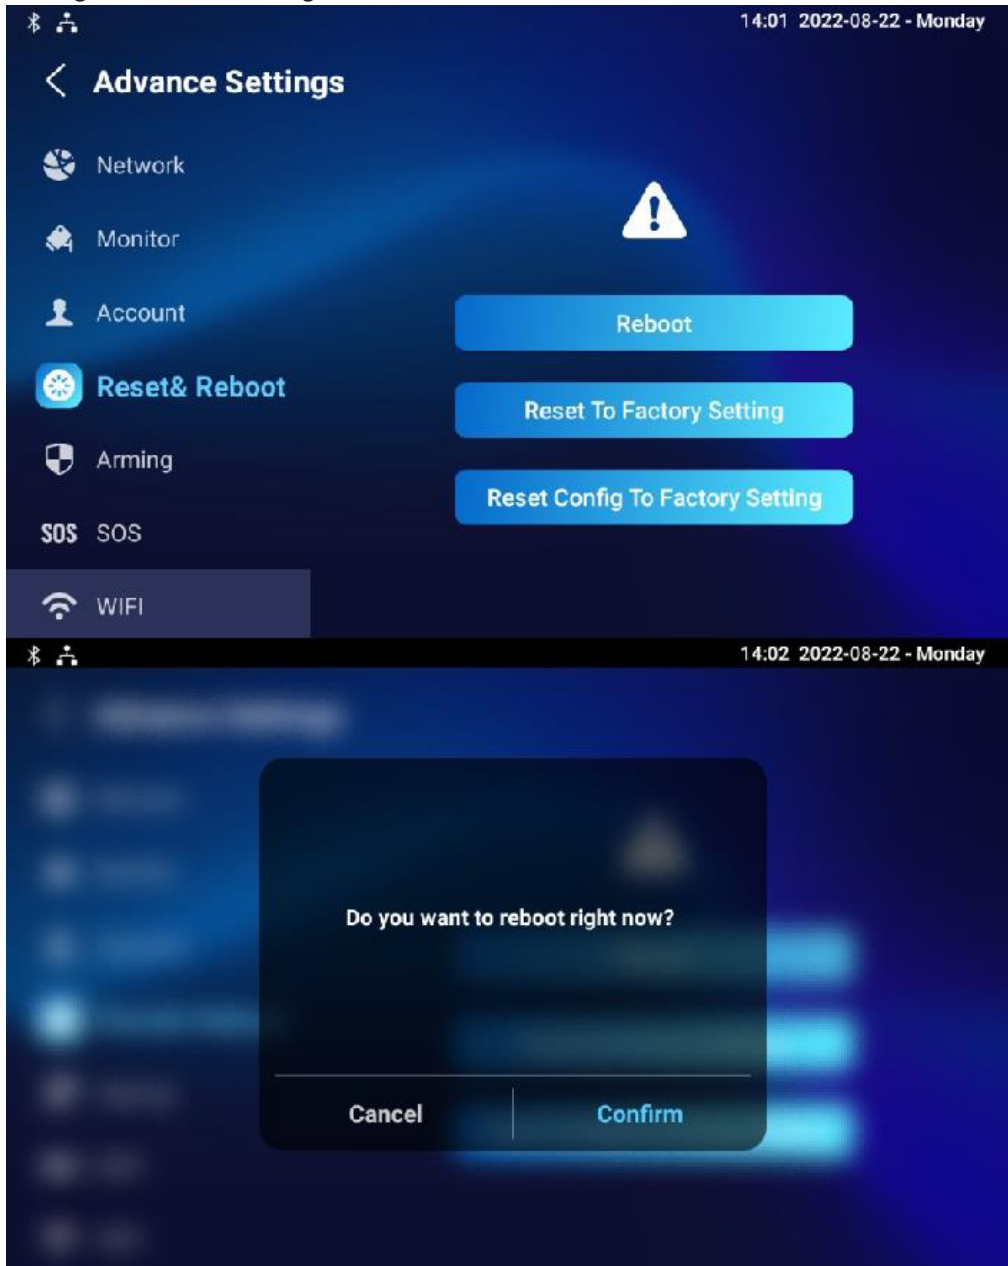 14:01 2022-08-22 - Monday
Advance Settings
Network
Monitor
Account
Reset& Reboot
Arming
SOS SOS
WIFI
Reboot
Reset To Factory Setting
Reset Config To Factory Setting
14:02 2022-08-22 - Monday
Do you want to reboot right now?
Cancel
Confirm